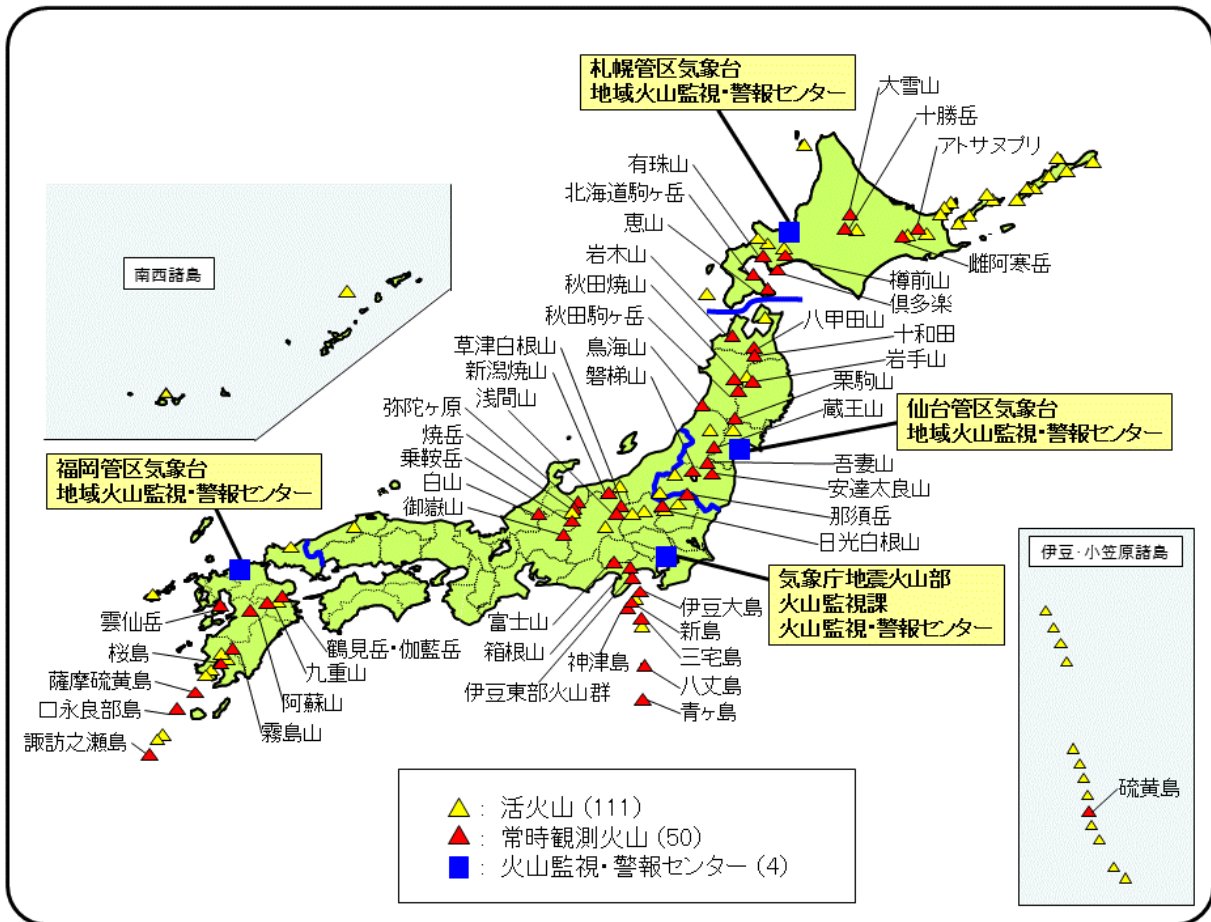 札幌管区気象台
地域火山監視・警報センター
大雪山
十勝岳
アトサヌプリ
有珠山
北海道駒ヶ岳
恵山
岩木山
秋田焼山
秋田駒ヶ岳
鳥海山
磐梯山
雌阿寒岳
樽前山
倶多楽
八甲田山
十和田
岩手山
栗駒山
蔵王山
南西諸島
草津白根山
新潟焼山
浅間山
弥陀ヶ原
焼岳
乗鞍岳
白山
御嶽山
仙台管区気象台
地域火山監視・警報センター
吾妻山
安達太良山
那須岳
日光白根山
福岡管区気象台
地域火山監視・警報センター
気象庁地震火山部
火山監視課
火山監視・警報センター
伊豆・小笠原諸島
雲仙岳
桜島
薩摩硫黄島
口永良部島
諏訪之瀬島
鶴見岳・伽藍岳
九重山
阿蘇山
霧島山
富士山
箱根山
伊豆東部火山群
伊豆大島
新島
神津島
三宅島
八丈島
青ヶ島
硫黄島
：活火山 (111)
：常時観測火山 (50)
：火山監視・警報センター (4)